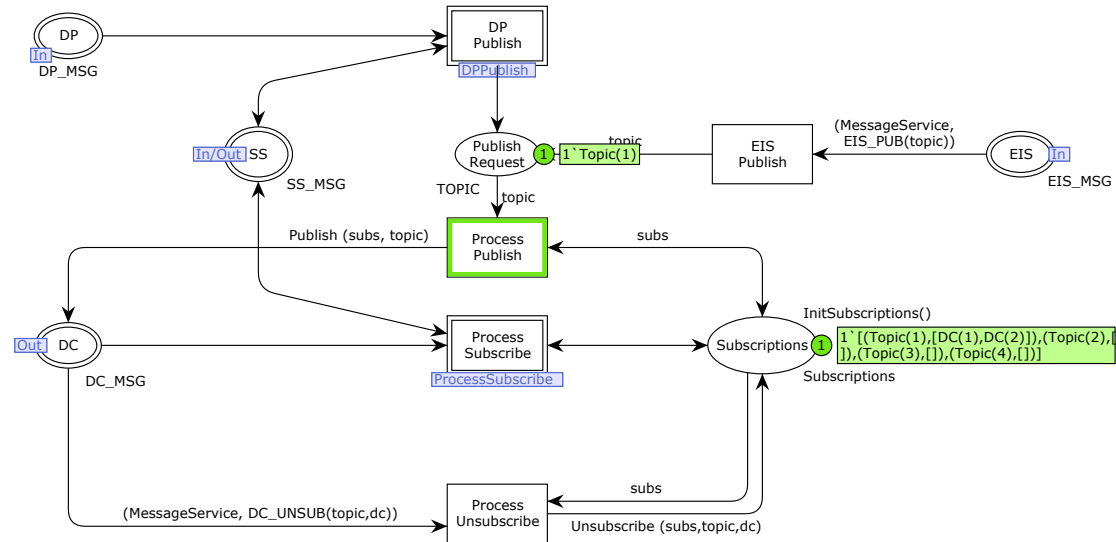 DP
In
DP_MSG
DP
Publish
DPPublish
In/Out
SS
SS_MSG
Publish
Request
1
1`Topic(1)
topic
TOPIC
topic
EIS
Publish
(MessageService,
EIS_PUB(topic))
EIS
In
EIS_MSG
Publish (subs, topic)
Process
Publish
subs
Out
DC
DC_MSG
Process
Subscribe
ProcessSubscribe
InitSubscriptions()
Subscriptions
1
1`[(Topic(1),[DC(1),DC(2)]),(Topic(2),[
]),(Topic(3),[]),(Topic(4),[])]
Subscriptions
(MessageService, DC_UNSUB(topic,dc))
Process
Unsubscribe
subs
Unsubscribe (subs,topic,dc)